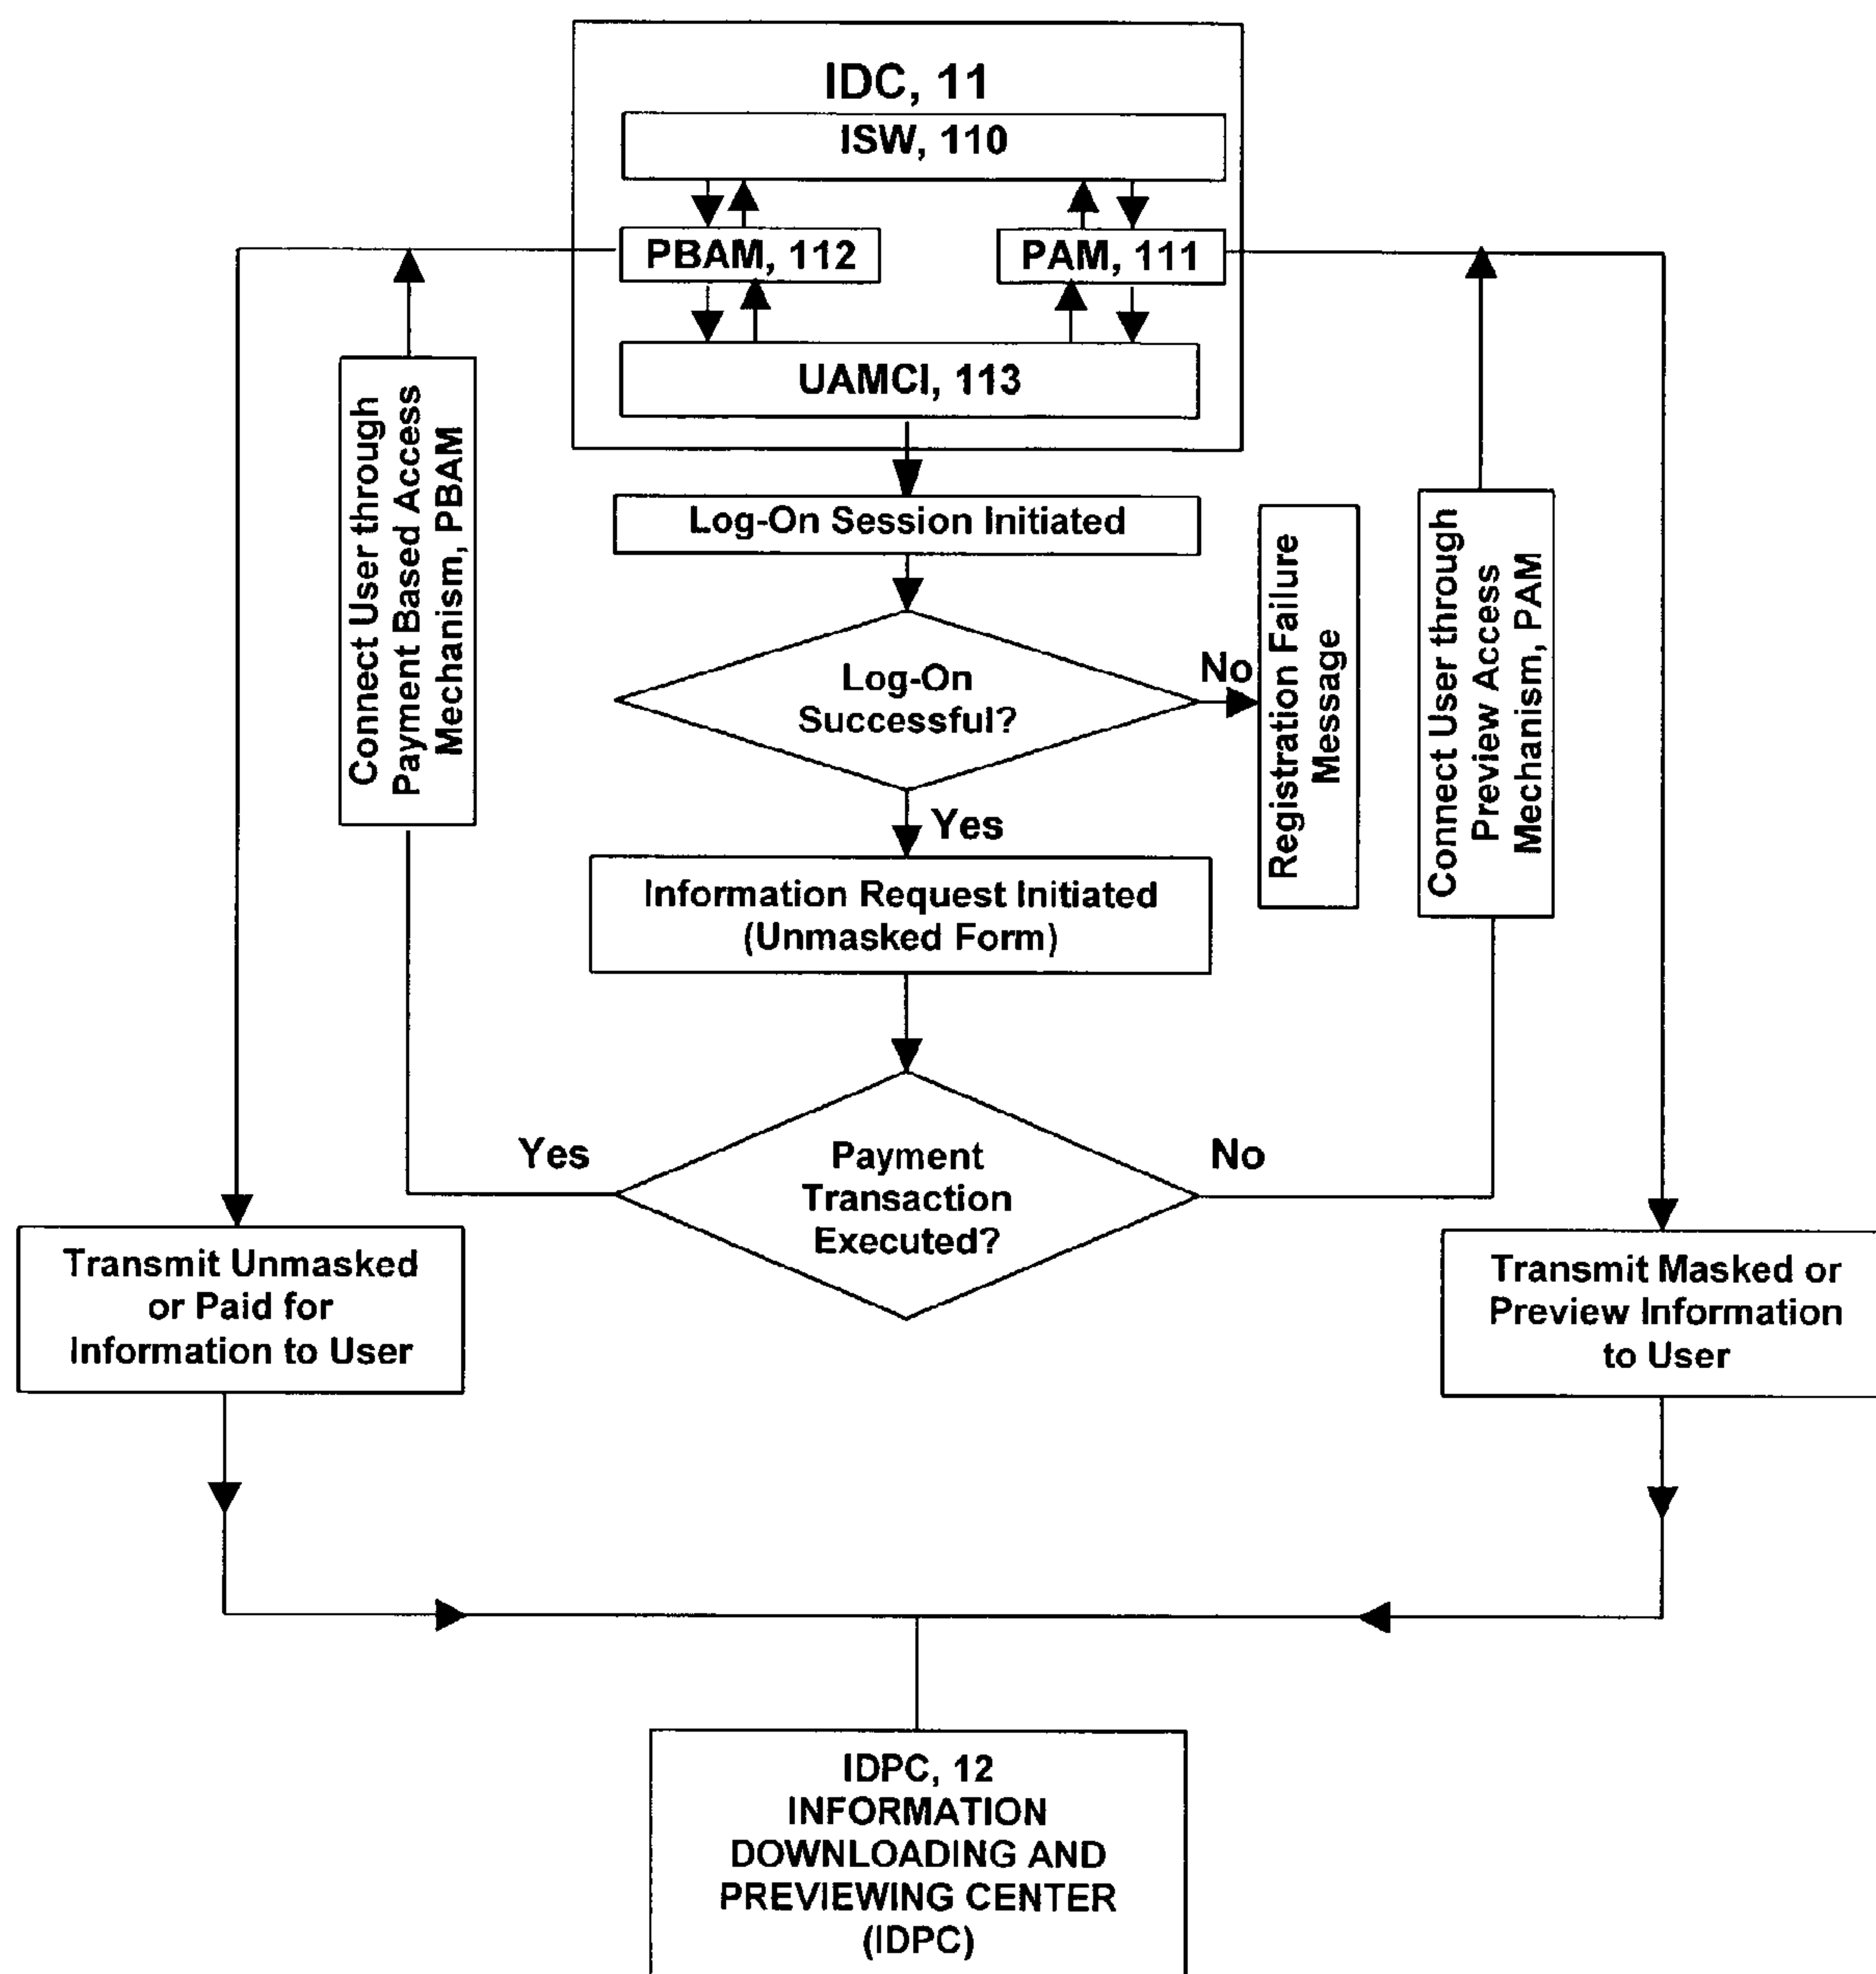 IDC, 11
ISW, 110
PBAM, 112
PAM, 111
UAMCI, 113
Connect User through
Payment Based Access
Mechanism, PBAM
Log-On Session Initiated
Log-On
Successful?
No
Registration Failure
Message
Connect User through
Preview Access
Mechanism, PAM
Yes
Information Request Initiated
(Unmasked Form)
Yes
Payment
Transaction
Executed?
No
Transmit Unmasked
or Paid for
Information to User
Transmit Masked or
Preview Information
to User
IDPC, 12
INFORMATION
DOWNLOADING AND
PREVIEWING CENTER
(IDPC)